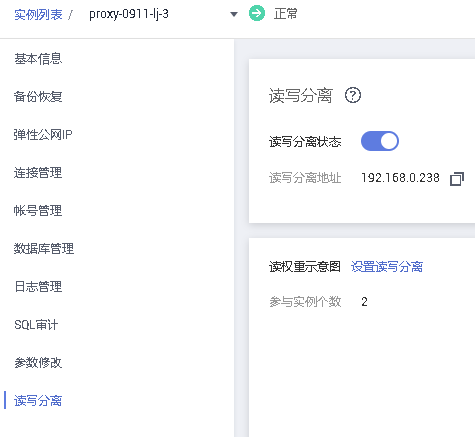 实例列表 / proxy-0911-lj-3 正常
基本信息
备份恢复
弹性公网IP
连接管理
帐号管理
数据库管理
日志管理
SQL审计
参数修改
读写分离
读写分离 ?
读写分离状态
读写分离地址 192.168.0.238
读权重示意图 设置读写分离
参与实例个数 2